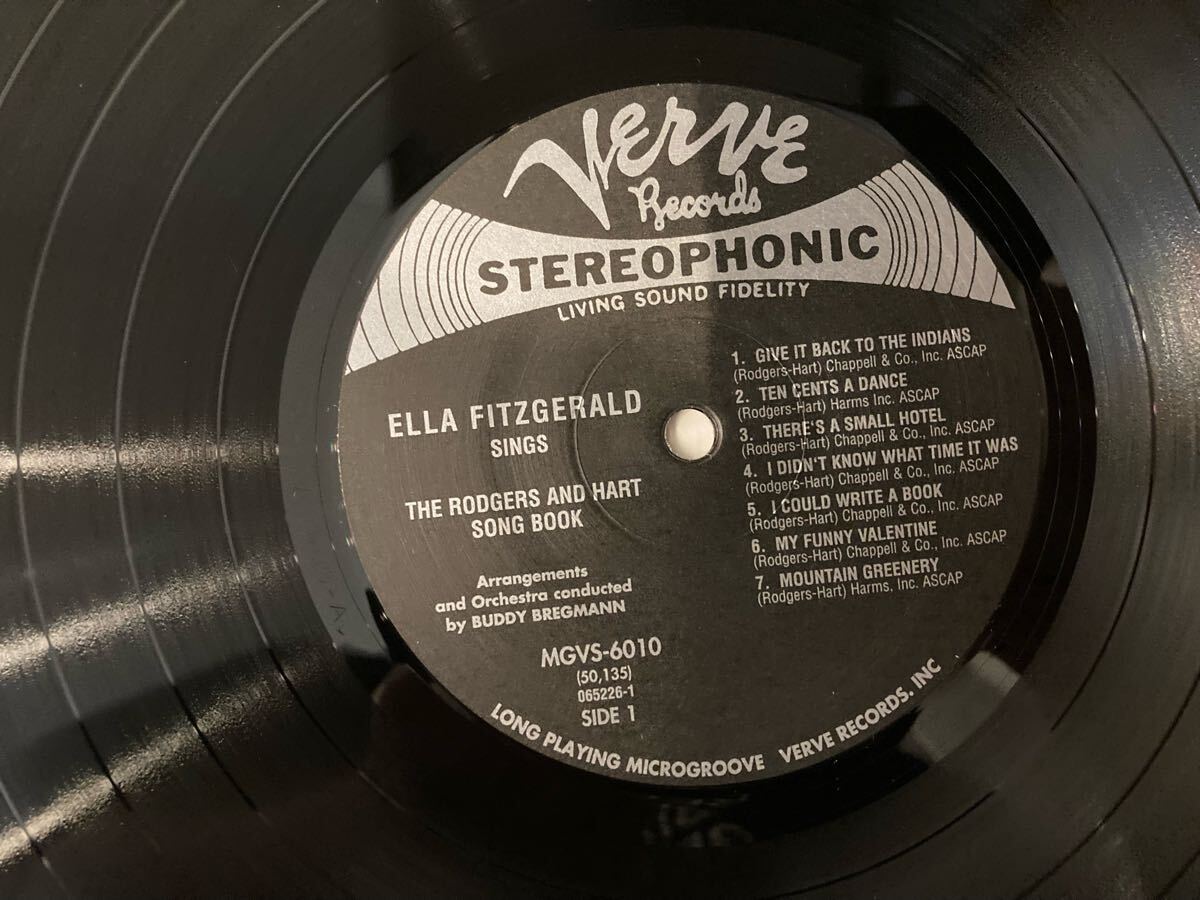 Verve
Records
STEREOPHONIC
LIVING SOUND FIDELITY
ELLA FITZGERALD
SINGS
THE RODGERS AND HART
SONG BOOK
Arrangements
and Orchestra conducted
by BUDDY BREGMANN
MGVS-6010
(50,135)
065226-1
SIDE 1
1. GIVE IT BACK TO THE INDIANS
(Rodgers-Hart) Chappell & Co., Inc. ASCAP
2. TEN CENTS A DANCE
(Rodgers-Hart) Harms Inc. ASCAP
3. THERE'S A SMALL HOTEL
(Rodgers-Hart) Chappell & Co., Inc. ASCAP
4. I DIDN'T KNOW WHAT TIME IT WAS
(Rodgers-Hart) Chappell & Co., Inc. ASCAP
5. I COULD WRITE A BOOK
(Rodgers-Hart) Chappell & Co., Inc. ASCAP
6. MY FUNNY VALENTINE
(Rodgers-Hart) Chappell & Co., Inc. ASCAP
7. MOUNTAIN GREENERY
(Rodgers-Hart) Harms, Inc. ASCAP
LONG PLAYING MICROGROOVE VERVE RECORDS, INC